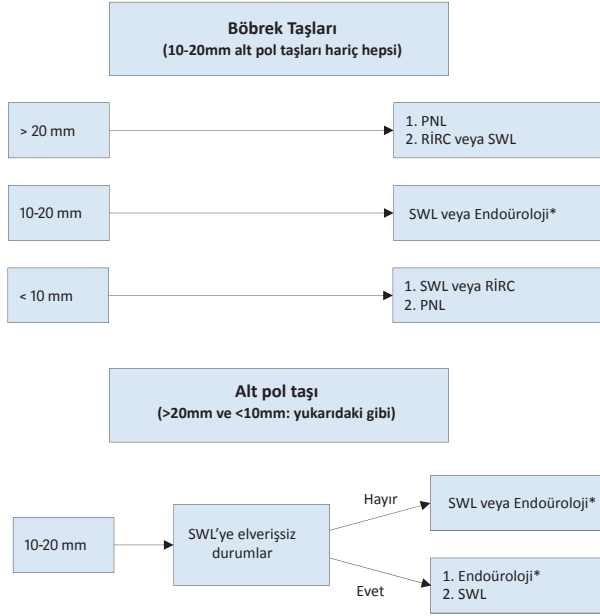 Böbrek Taşları
(10-20mm alt pol taşları hariç hepsi)
> 20 mm
1. PNL
2. RİRC veya SWL
10-20 mm
SWL veya Endoüroloji*
< 10 mm
1. SWL veya RİRC
2. PNL
Alt pol taşı
(>20mm ve <10mm: yukarıdaki gibi)
10-20 mm
SWL’ye elverişsiz
durumlar
Hayır
SWL veya Endoüroloji*
Evet
1. Endoüroloji*
2. SWL